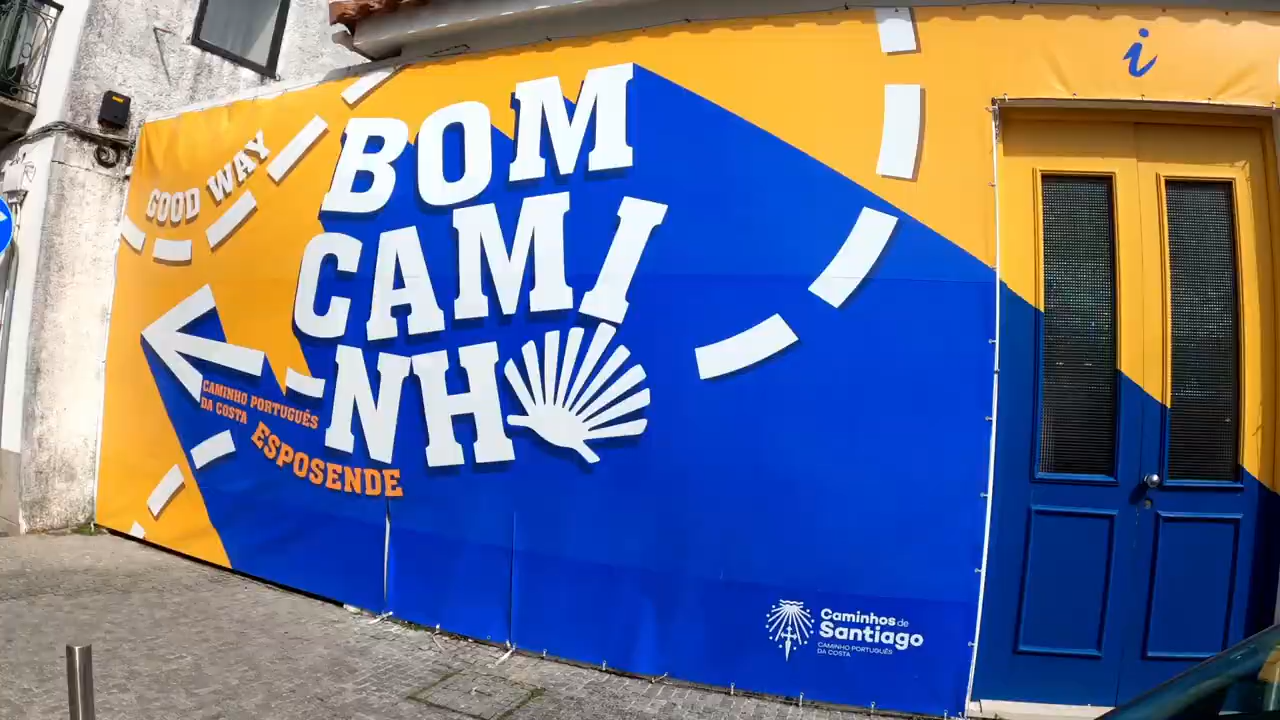 i
GOOD WAY
BOM
CAMI
NH
CAMINHO PORTUGUÊS
DA COSTA
ESPOSENDE
Caminhos de
Santiago
CAMINHO PORTUGUÊS
DA COSTA